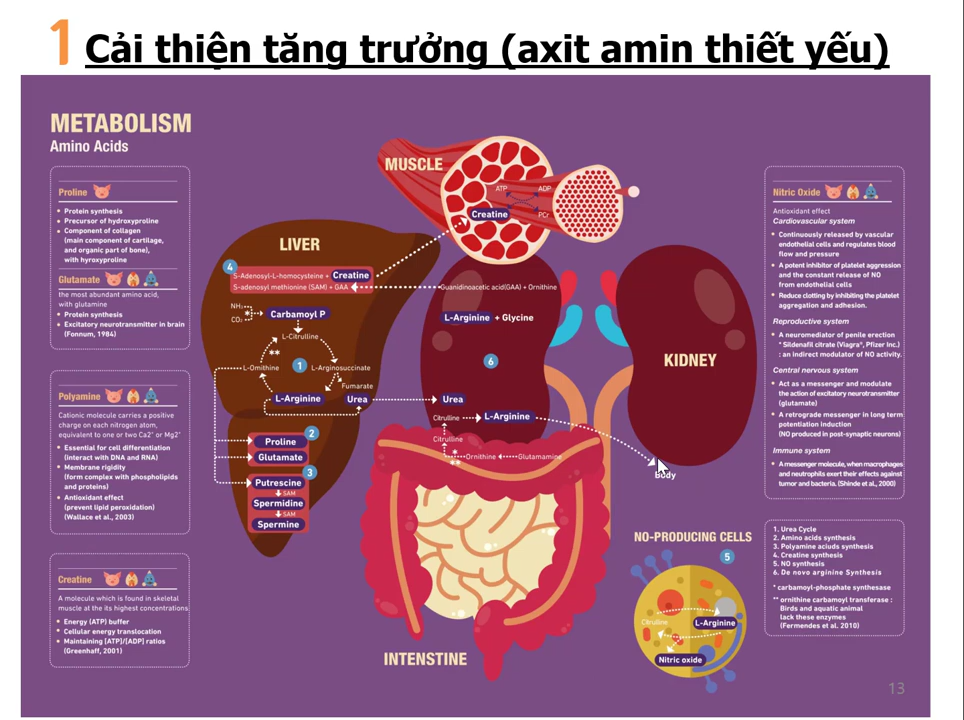 1 Cải thiện tăng trưởng (axit amin thiết yếu)
METABOLISM
Amino Acids
Proline
• Protein synthesis
• Precursor of hydroxyproline
• Component of collagen
(main component of cartilage,
and organic part of bone),
with hyroxyproline
Glutamate
the most abundant amino acid,
with glutamine
• Protein synthesis
• Excitatory neurotransmitter in brain
(Fonnum, 1984)
Polyamine
Cationic molecule carries a positive
charge on each nitrogen atom,
equivalent to one or two Ca2⁺ or Mg2⁺
• Essential for cell differentiation
(interact with DNA and RNA)
• Membrane rigidity
(form complex with phospholipids
and proteins)
• Antioxidant effect
(prevent lipid peroxidation)
(Wallace et al., 2003)
Creatine
A molecule which is found in skeletal
muscle at its highest concentrations
• Energy (ATP) buffer
• Cellular energy translocation
• Maintaining [ATP]/[ADP] ratios
(Greenhaff, 2001)
MUSCLE
ATP
ADP
Creatine
PCr
LIVER
4
S-Adenosyl-L-homocysteine + Creatine
S-adenosyl methionine (SAM) + GAA
Guanidinoacetic acid(GAA) + Ornithine
NH₃
CO₂
*
Carbamoyl P
L-Citrulline
**
L-Ornithine
1
L-Arginosuccinate
Fumarate
L-Arginine
Urea
2
Proline
Glutamate
3
Putrescine
SAM
Spermidine
SAM
Spermine
L-Arginine + Glycine
6
Urea
Citrulline
L-Arginine
Citrulline
*
**
Ornithine
Glutamamine
KIDNEY
Body
INTENSTINE
NO-PRODUCING CELLS
5
Citrulline
L-Arginine
Nitric oxide
Nitric Oxide
Antioxidant effect
Cardiovascular system
• Continuously released by vascular
endothelial cells and regulates blood
flow and pressure
• A potent inhibitor of platelet aggression
and the constant release of NO
from endothelial cells
• Reduce clotting by inhibiting the platelet
aggregation and adhesion.
Reproductive system
• A neuromediator of penile erection
* Sildenafil citrate (Viagra®, Pfizer Inc.)
: an indirect modulator of NO activity.
Central nervous system
• Act as a messenger and modulate
the action of excitatory neurotransmitter
(glutamate)
• A retrograde messenger in long term
potentiation induction
(NO produced in post-synaptic neurons)
Immune system
• A messenger molecule, when macrophages
and neutrophils exert their effects against
tumor and bacteria. (Shinde et al., 2000)
1. Urea Cycle
2. Amino acids synthesis
3. Polyamine aciuds synthesis
4. Creatine synthesis
5. NO synthesis
6. De novo arginine Synthesis
* carbamoyl-phosphate synthesase
** ornithine carbamoyl transferase :
Birds and aquatic animal
lack these enzymes
(Fermendes et al. 2010)
13